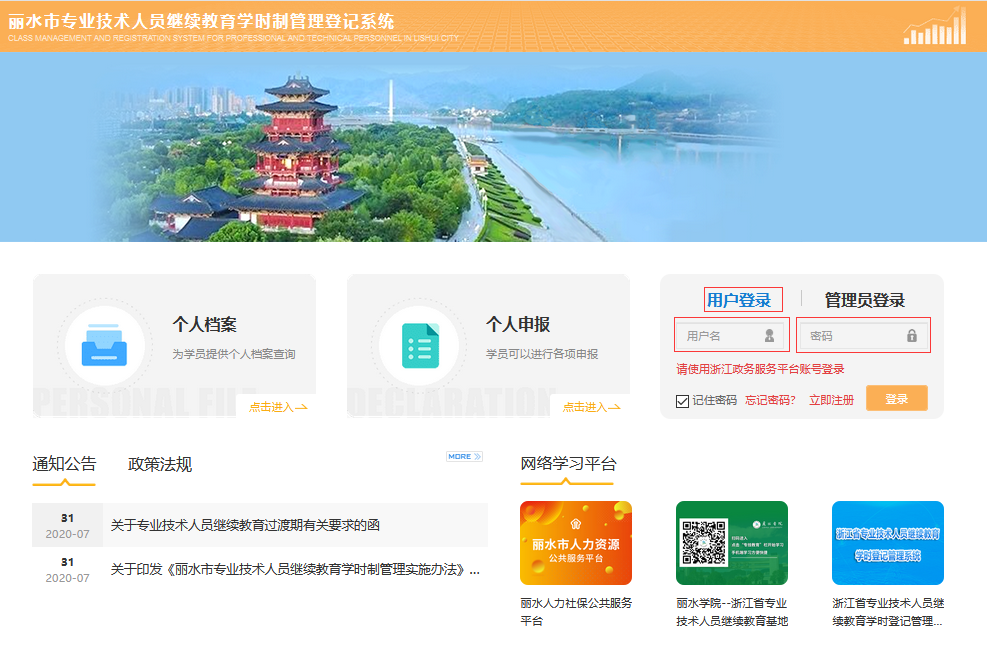 丽水市专业技术人员继续教育学时制管理登记系统
CLASS MANAGEMENT AND REGISTRATION SYSTEM FOR PROFESSIONAL AND TECHNICAL PERSONNEL IN LISHUI CITY
个人档案
为学员提供个人档案查询
PERSONAL FILE
点击进入
个人申报
学员可以进行各项申报
DECLARATION
点击进入
用户登录
管理员登录
用户名
密码
请使用浙江政务服务平台账号登录
记住密码 忘记密码? 立即注册 登录
通知公告 政策法规
MORE
31
2020-07
关于专业技术人员继续教育过渡期有关要求的函
31
2020-07
关于印发《丽水市专业技术人员继续教育学时制管理实施办法》...
网络学习平台
丽水市人力资源
公共服务平台
丽水人力社保公共服务
平台
丽水学院--浙江省专业
技术人员继续教育基地
浙江省专业技术人员继续教育
学时登记管理系统
浙江省专业技术人员继
续教育学时登记管理...